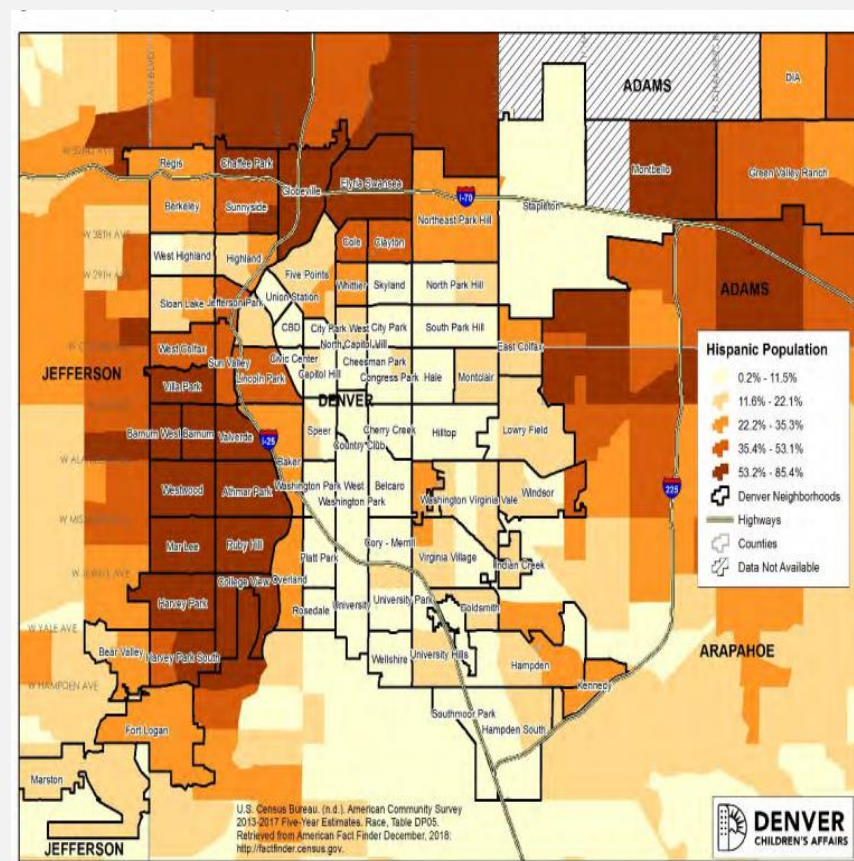 ADAMS
DIA
W 52ND AVE
Regis
Chaffee Park
Globeville
Elyria Swansea
Montbello
Green Valley Ranch
I-70
Berkeley
Sunnyside
Northeast Park Hill
Stapleton
W 38TH AVE
West Highland
Highland
Cole
Clayton
Five Points
W 29TH AVE
Whittier
Skyland
North Park Hill
Union Station
Sloan Lake
Jefferson Park
ADAMS
CBD
City Park West
City Park
South Park Hill
North Capitol Hill
West Colfax
East Colfax
Sun Valley
Civic Center
Cheesman Park
JEFFERSON
Lincoln Park
Capitol Hill
Congress Park
Hale
Montclair
Villa Park
DENVER
Barnum West
Barnum
Valverde
I-25
Speer
Cherry Creek
Hilltop
Lowry Field
Country Club
Baker
Westwood
Athmar Park
Washington Park West
Belcaro
Windsor
225
Washington Park
Washington Virginia Vale
Mar Lee
Ruby Hill
Platt Park
Cory - Merrill
Virginia Village
Indian Creek
W JEWELL AVE
College View
Overland
Harvey Park
Rosedale
University
University Park
Goldsmith
W YALE AVE
Bear Valley
Harvey Park South
Wellshire
University Hills
Hampden
ARAPAHOE
W HAMPDEN AVE
Kennedy
Southmoor Park
Hampden South
Fort Logan
Marston
JEFFERSON
Hispanic Population
0.2% - 11.5%
11.6% - 22.1%
22.2% - 35.3%
35.4% - 53.1%
53.2% - 85.4%
Denver Neighborhoods
Highways
Counties
Data Not Available
U.S. Census Bureau. (n.d.). American Community Survey
2013-2017 Five-Year Estimates. Race, Table DP05.
Retrieved from American Fact Finder December, 2018:
http://factfinder.census.gov.
DENVER
CHILDREN'S AFFAIRS